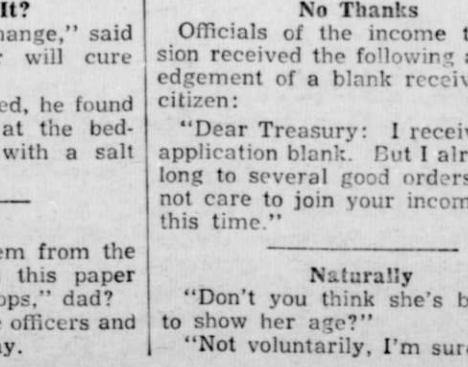 It?
hange," said
will cure
ed, he found
at the bed-
with a salt
em from the
this paper
ops," dad?
officers and
y.
No Thanks
Officials of the income t
sion received the following a
edgement of a blank receiv
citizen:
"Dear Treasury: I receiv
application blank. But I alr
long to several good orders
not care to join your incom
this time."
Naturally
"Don't you think she's b
to show her age?"
"Not voluntarily, I'm sure